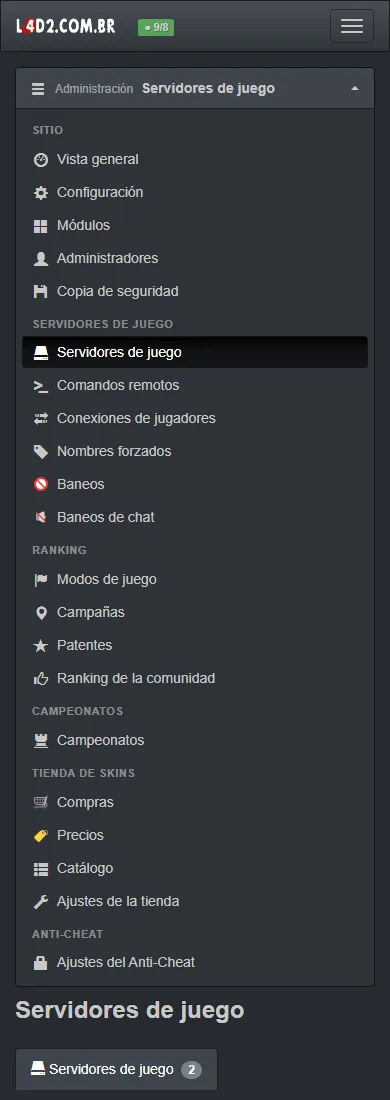 L4D2.COM.BR
● 9/8
Administración Servidores de juego
SITIO
Vista general
Configuración
Módulos
Administradores
Copia de seguridad
SERVIDORES DE JUEGO
Servidores de juego
Comandos remotos
Conexiones de jugadores
Nombres forzados
Baneos
Baneos de chat
RANKING
Modos de juego
Campañas
Patentes
Ranking de la comunidad
CAMPEONATOS
Campeonatos
TIENDA DE SKINS
Compras
Precios
Catálogo
Ajustes de la tienda
ANTI-CHEAT
Ajustes del Anti-Cheat
Servidores de juego
Servidores de juego 2